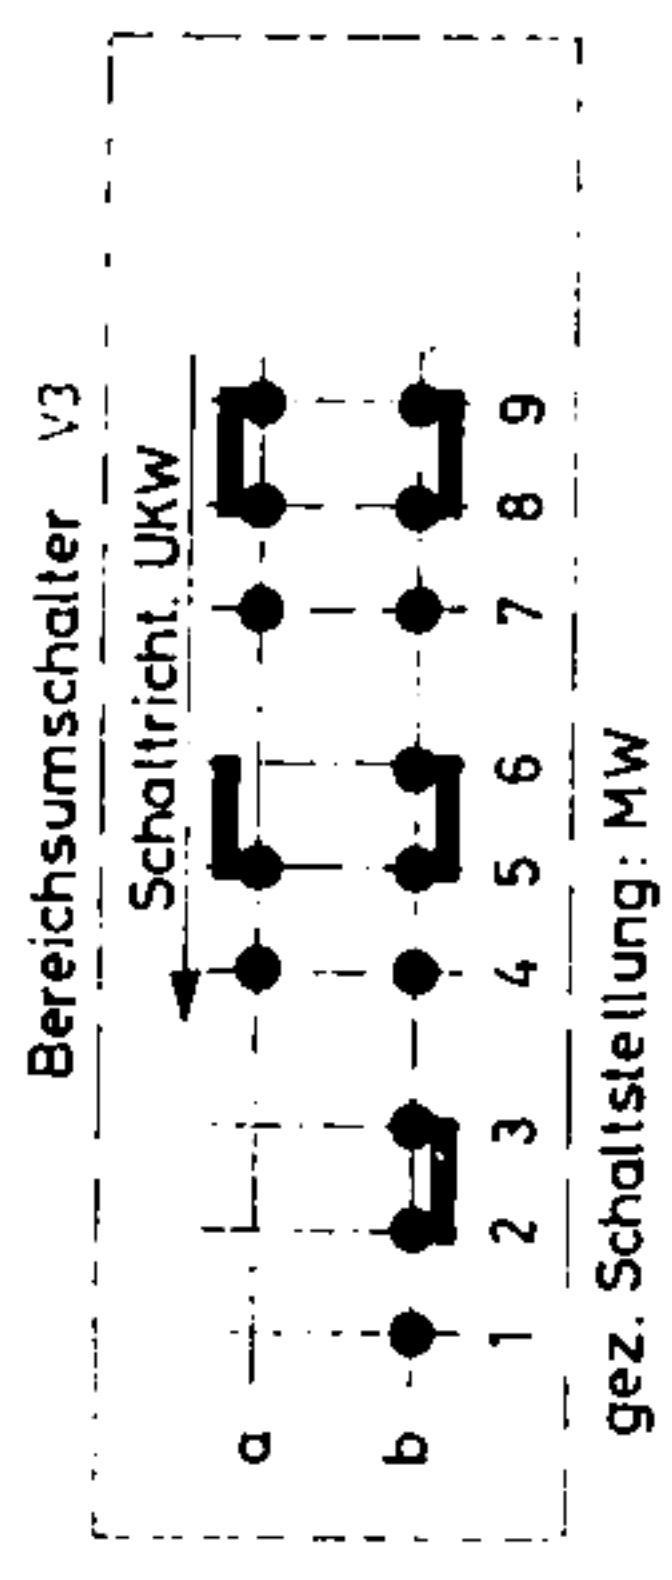 Bereichsumschalter V3
Schaltricht. UKW
a
b
1 2 3 4 5 6 7 8 9
gez. Schaltstellung: MW